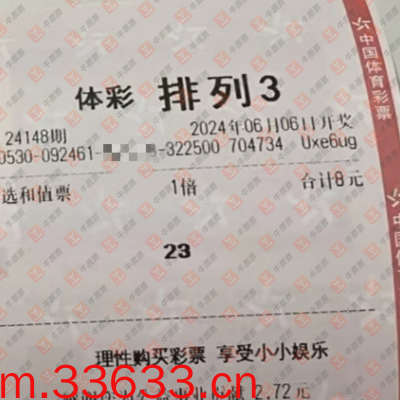 体彩 排列3
24148期 2024年06月06日开奖
0530-092461- -322500 704734 Uxe6ug
选和值票 1倍 合计8元
23
理性购买彩票 享受小小娱乐
2.72元
m.33633.cn
中国体育彩票
中国体